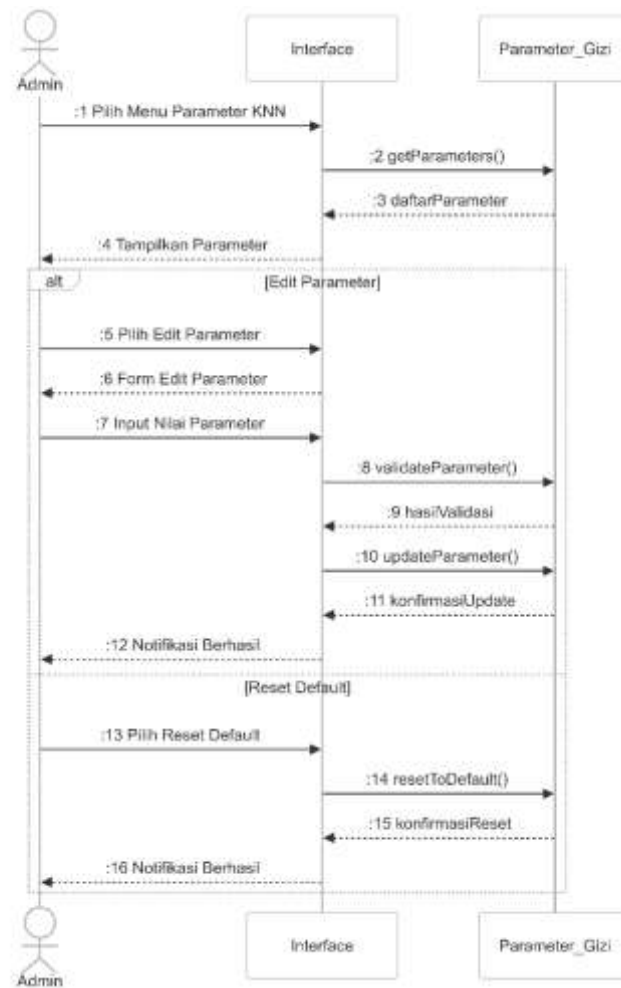 Interface
Parameter_Gizi
Admin
:1 Pilih Menu Parameter KNN
:2 getParameters()
:3 daftarParameter
:4 Tampilkan Parameter
alt
[Edit Parameter]
:5 Pilih Edit Parameter
:6 Form Edit Parameter
:7 Input Nilai Parameter
:8 validateParameter()
:9 hasilValidasi
:10 updateParameter()
:11 konfirmasiUpdate
:12 Notifikasi Berhasil
[Reset Default]
:13 Pilih Reset Default
:14 resetToDefault()
:15 konfirmasiReset
:16 Notifikasi Berhasil
Interface
Parameter_Gizi
Admin